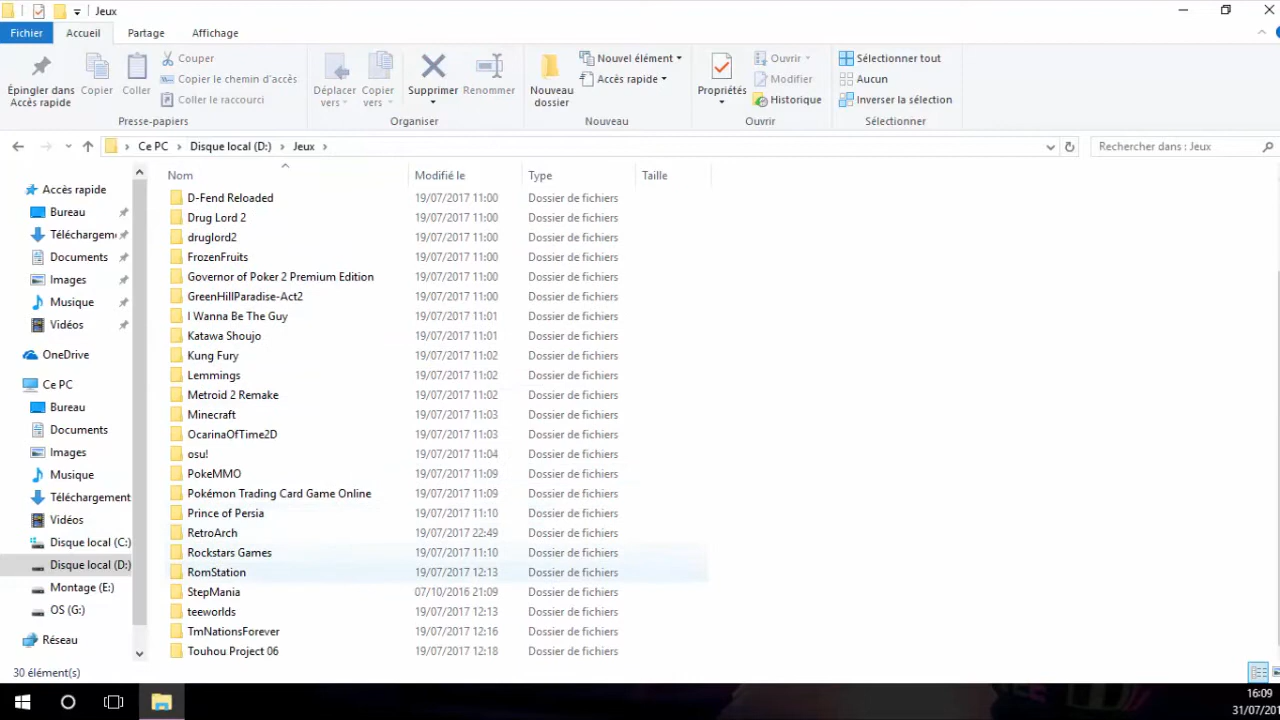 Jeux
Fichier Accueil Partage Affichage
Épingler dans Accès rapide
Copier
Coller
Couper
Copier le chemin d'accès
Coller le raccourci
Presse-papiers
Déplacer vers
Copier vers
Supprimer
Renommer
Organiser
Nouveau dossier
Nouvel élément
Accès rapide
Nouveau
Propriétés
Ouvrir
Modifier
Historique
Ouvrir
Sélectionner tout
Aucun
Inverser la sélection
Sélectionner
Ce PC > Disque local (D:) > Jeux >
Rechercher dans : Jeux
Accès rapide
Bureau
Téléchargem
Documents
Images
Musique
Vidéos
OneDrive
Ce PC
Bureau
Documents
Images
Musique
Téléchargement
Vidéos
Disque local (C:)
Disque local (D:)
Montage (E:)
OS (G:)
Réseau
Nom Modifié le Type Taille
D-Fend Reloaded 19/07/2017 11:00 Dossier de fichiers
Drug Lord 2 19/07/2017 11:00 Dossier de fichiers
druglord2 19/07/2017 11:00 Dossier de fichiers
FrozenFruits 19/07/2017 11:00 Dossier de fichiers
Governor of Poker 2 Premium Edition 19/07/2017 11:00 Dossier de fichiers
GreenHillParadise-Act2 19/07/2017 11:00 Dossier de fichiers
I Wanna Be The Guy 19/07/2017 11:01 Dossier de fichiers
Katawa Shoujo 19/07/2017 11:01 Dossier de fichiers
Kung Fury 19/07/2017 11:02 Dossier de fichiers
Lemmings 19/07/2017 11:02 Dossier de fichiers
Metroid 2 Remake 19/07/2017 11:02 Dossier de fichiers
Minecraft 19/07/2017 11:03 Dossier de fichiers
OcarinaOfTime2D 19/07/2017 11:03 Dossier de fichiers
osu! 19/07/2017 11:04 Dossier de fichiers
PokeMMO 19/07/2017 11:09 Dossier de fichiers
Pokémon Trading Card Game Online 19/07/2017 11:09 Dossier de fichiers
Prince of Persia 19/07/2017 11:10 Dossier de fichiers
RetroArch 19/07/2017 22:49 Dossier de fichiers
Rockstars Games 19/07/2017 11:10 Dossier de fichiers
RomStation 19/07/2017 12:13 Dossier de fichiers
StepMania 07/10/2016 21:09 Dossier de fichiers
teeworlds 19/07/2017 12:13 Dossier de fichiers
TmNationsForever 19/07/2017 12:16 Dossier de fichiers
Touhou Project 06 19/07/2017 12:18 Dossier de fichiers
30 élément(s)
16:09
31/07/201